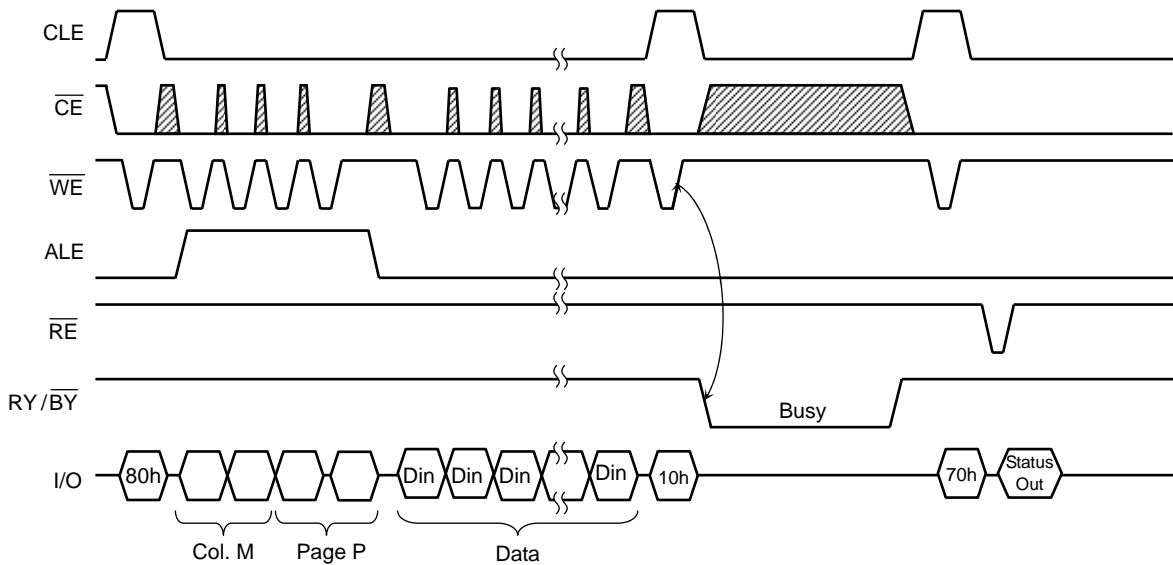 CLE
CE
WE
ALE
RE
RY/BY
Busy
I/O
80h
Din
Din
Din
Din
10h
70h
Status
Out
Col. M
Page P
Data